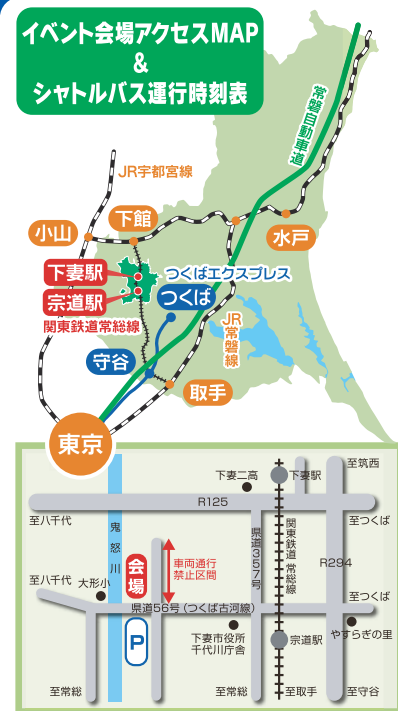 イベント会場アクセスMAP
&
シャトルバス運行時刻表
常磐自動車道
JR宇都宮線
小山
下館
水戸
下妻駅
つくばエクスプレス
宗道駅
つくば
関東鉄道常総線
JR常磐線
守谷
取手
東京
至筑西
下妻二高
下妻駅
R125
至八千代
至つくば
鬼怒川
県道357号
関東鉄道 常総線
会場
車両通行
禁止区間
R294
至八千代
大形小
至つくば
県道56号(つくば古河線)
P
下妻市役所
千代川庁舎
宗道駅
やすらぎの里
至常総
至常総
至取手
至守谷